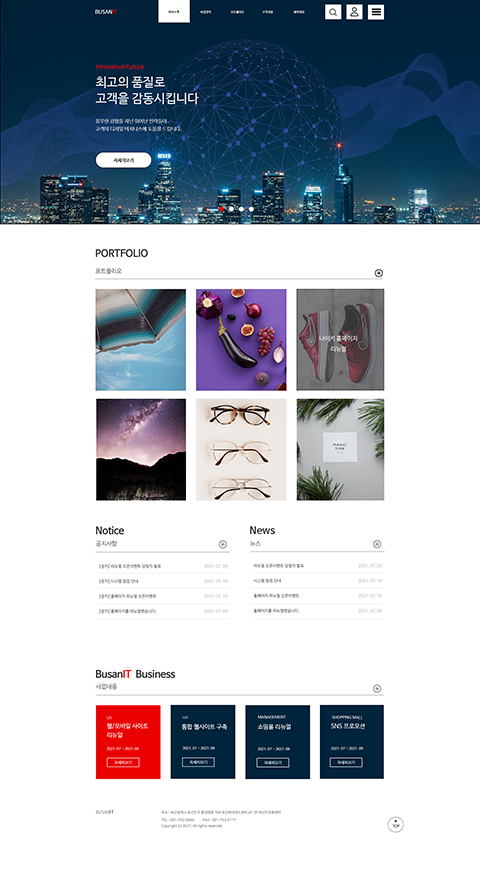 BUSANIT
회사소개 사업영역 포트폴리오 고객지원 채용정보
Innovative Future
최고의 품질로
고객을 감동시킵니다
풍부한 경험을 지닌 뛰어난 인력들이
고객의 디지털 비지니스에 도움을 드립니다.
자세히보기
PORTFOLIO
포트폴리오
나이키 홈페이지
리뉴얼
MAGIC
TIME
Notice
공지사항
[공지] 리뉴얼 오픈이벤트 당첨자 발표 2021. 07. 20
[공지] 시스템 점검 안내 2021. 07. 10
[공지] 홈페이지 리뉴얼 오픈이벤트 2021. 07. 10
[공지] 홈페이지를 리뉴얼했습니다. 2021. 07. 09
News
뉴스
리뉴얼 오픈이벤트 당첨자 발표 2021. 07. 20
시스템 점검 안내 2021. 07. 10
홈페이지 리뉴얼 오픈이벤트 2021. 07. 10
홈페이지를 리뉴얼했습니다. 2021. 07. 09
BusanIT Business
사업내용
UX
웹/모바일 사이트
리뉴얼
2021. 07 ~ 2021. 09
자세히보기
UX
통합 웹사이트 구축
2021. 07 ~ 2021. 09
자세히보기
MANAGEMENT
쇼핑몰 리뉴얼
2021. 07 ~ 2021. 09
자세히보기
SHOPPING MALL
SNS 프로모션
2021. 07 ~ 2021. 09
자세히보기
BUSANIT
Copyright (c) 2021. All rights reserved.
TOP